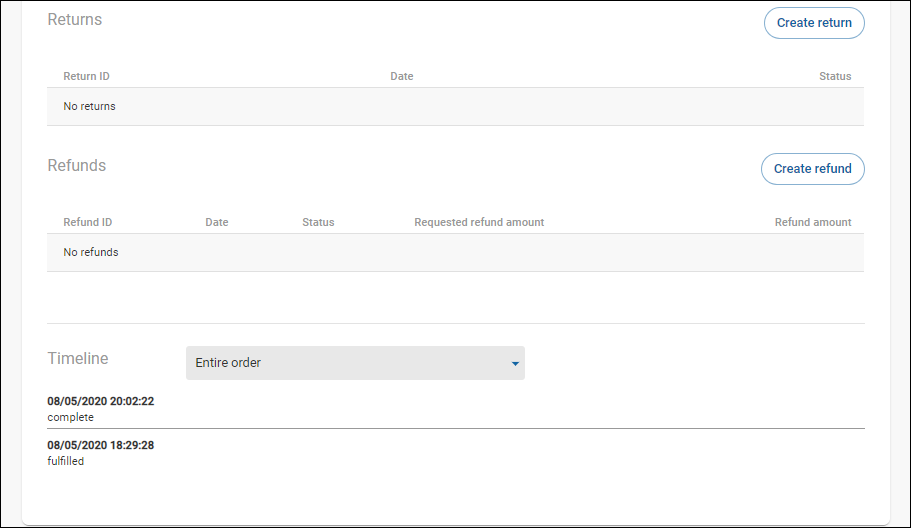 Returns
Create return
Return ID Date Status
No returns
Refunds
Create refund
Refund ID Date Status Requested refund amount Refund amount
No refunds
Timeline
Entire order
08/05/2020 20:02:22
complete
08/05/2020 18:29:28
fulfilled